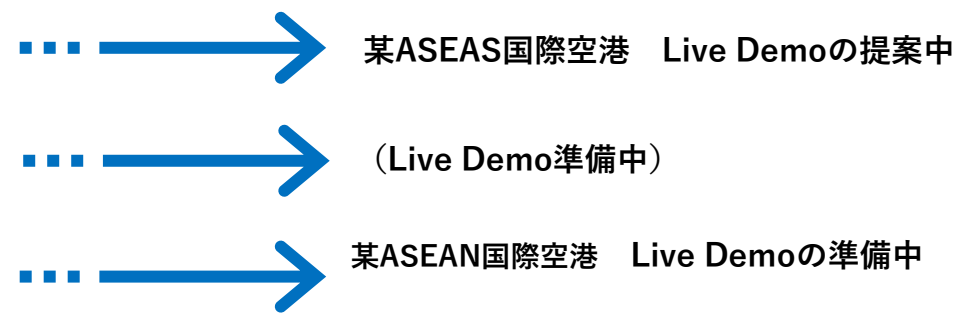 某ASEAS国際空港　Live Demoの提案中
（Live Demo準備中）
某ASEAN国際空港　Live Demoの準備中